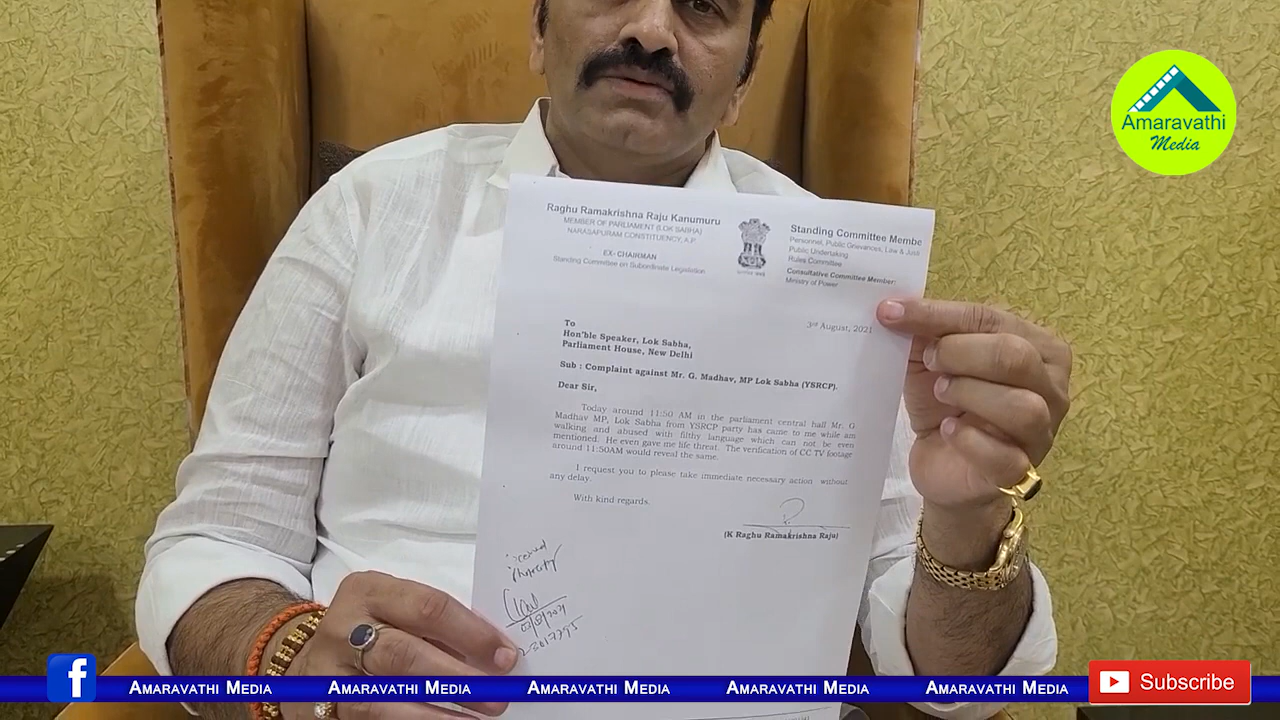 Amaravathi
Media
Raghu Ramakrishna Raju Kanumuru
MEMBER OF PARLIAMENT (LOK SABHA)
NARASAPURAM CONSTITUENCY, A.P
EX- CHAIRMAN
Standing Committee on Subordinate Legislation
Standing Committee Membe
Personnel, Public Grievances, Law & Justi
Public Undertaking
Rules Committee
Consultative Committee Member:
Ministry of Power
3rd August, 2021
To
Hon'ble Speaker, Lok Sabha,
Parliament House, New Delhi
Sub : Complaint against Mr. G. Madhav, MP Lok Sabha (YSRCP).
Dear Sir,
Today around 11:50 AM in the parliament central hall Mr. G
Madhav MP, Lok Sabha from YSRCP party has came to me while am
walking and abused with filthy language which can not be even
mentioned. He even gave me life threat. The verification of CC TV footage
around 11:50AM would reveal the same.
I request you to please take immediate necessary action without
any delay.
With kind regards.
(K Raghu Ramakrishna Raju)
f
AMARAVATHI MEDIA AMARAVATHI MEDIA AMARAVATHI MEDIA AMARAVATHI MEDIA AMARAVATHI MEDIA
Subscribe